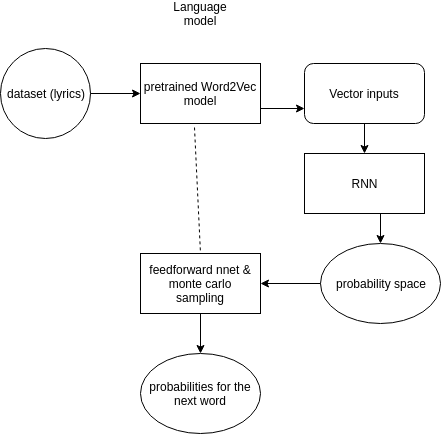 Language
model
dataset (lyrics)
pretrained Word2Vec
model
Vector inputs
RNN
probability space
feedforward nnet &
monte carlo
sampling
probabilities for the
next word